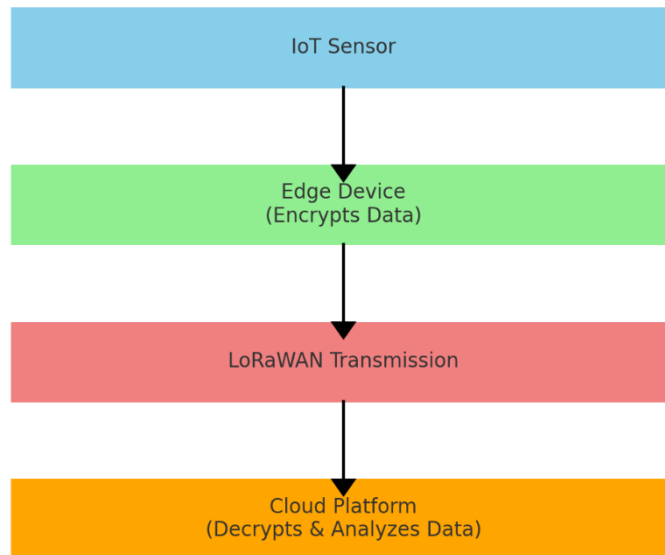 IoT Sensor
Edge Device
(Encrypts Data)
LoRaWAN Transmission
Cloud Platform
(Decrypts & Analyzes Data)